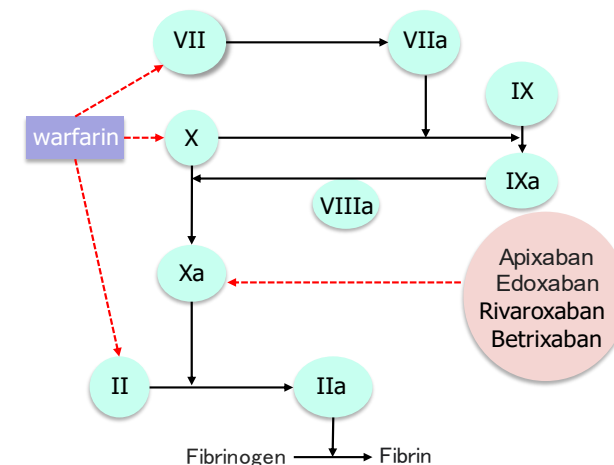 VII
VIIa
IX
warfarin
X
IXa
VIIIa
Xa
Apixaban
Edoxaban
Rivaroxaban
Betrixaban
II
IIa
Fibrinogen
Fibrin